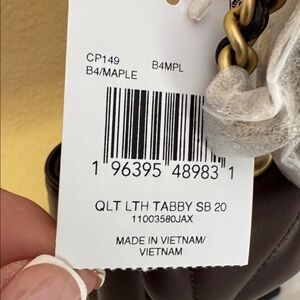 CP149 B4MPL
B4/MAPLE
1 96395 48983 1
QLT LTH TABBY SB 20
11003580JAX
MADE IN VIETNAM/
VIETNAM